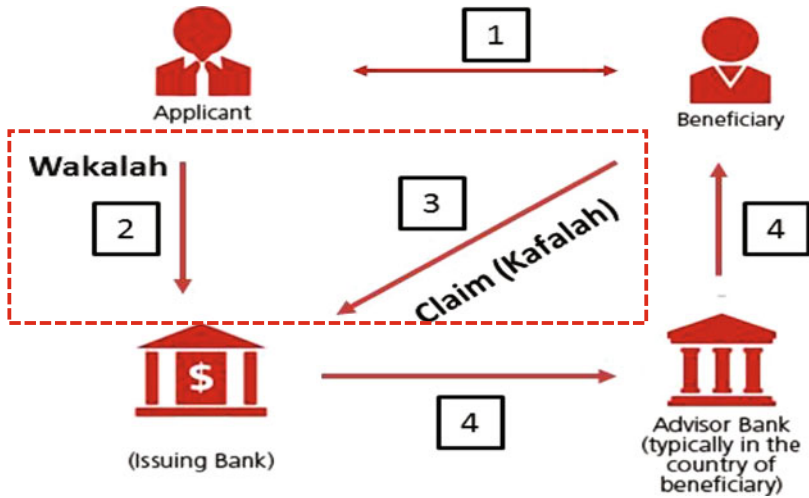 1
Applicant
Beneficiary
Wakalah
2
3
4
Claim (Kafalah)
$
4
(Issuing Bank)
Advisor Bank
(typically in the
country of
beneficiary)